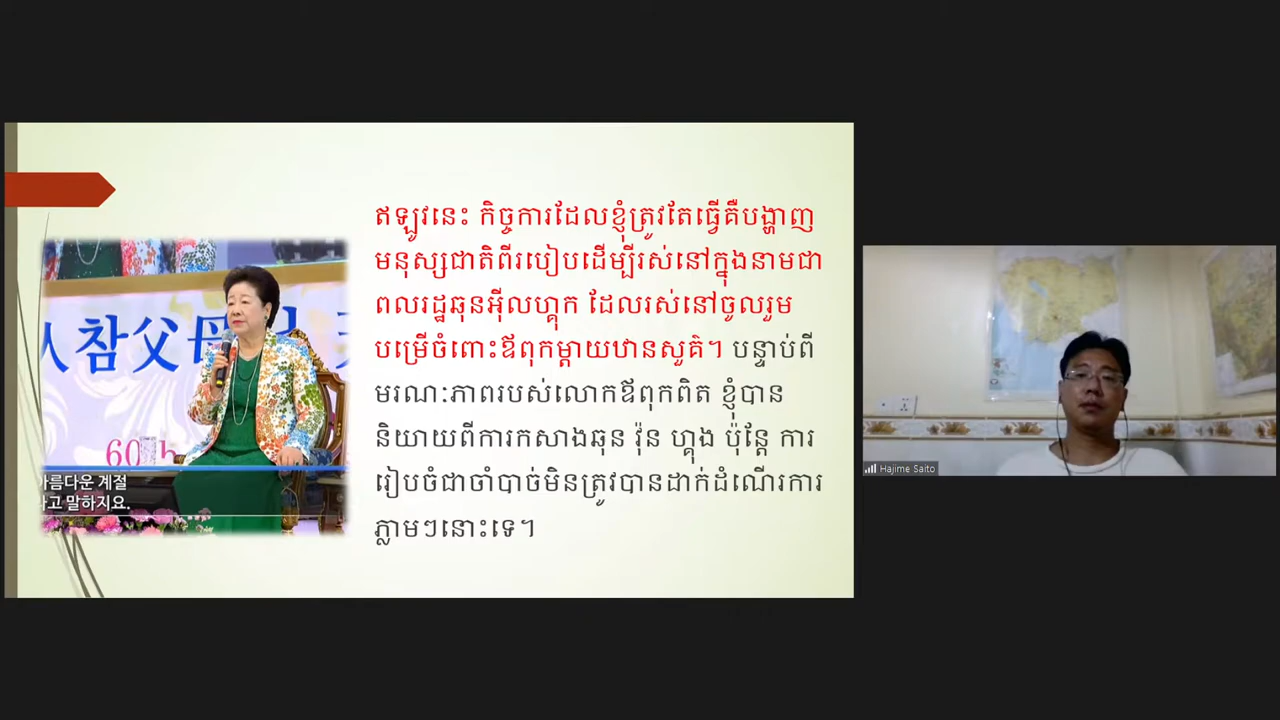 ឥឡូវនេះ កិច្ចការដែលខ្ញុំត្រូវតែធ្វើគឺបង្ហាញ
មនុស្សជាតិពីរបៀបដើម្បីរស់នៅក្នុងនាមជា
ពលរដ្ឋឆុនអ៊ីលហ្គុក ដែលរស់នៅចូលរួម
បម្រើចំពោះឪពុកម្ដាយឋានសួគ៌។ បន្ទាប់ពី
មរណៈភាពរបស់លោកឪពុកពិត ខ្ញុំបាន
និយាយពីការកសាងឆុន វ៉ុន ហ្គុង ប៉ុន្តែ ការ
រៀបចំជាចាំបាច់មិនត្រូវបានដាក់ដំណើរការ
ភ្លាមៗនោះទេ។
人参父母
60
아름다운 계절
라고 말하지요.
Hajime Saito